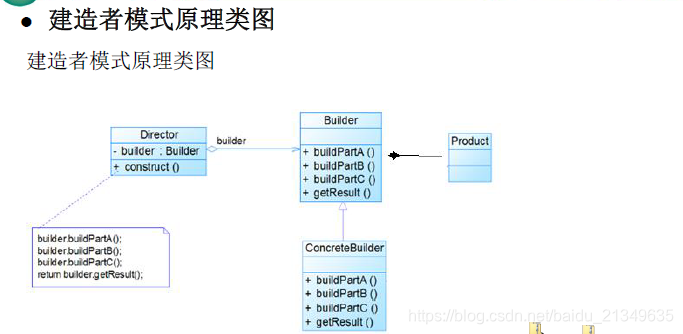 ● 建造者模式原理类图
建造者模式原理类图
Director
- builder : Builder
+ construct ()
builder
Builder
+ buildPartA ()
+ buildPartB ()
+ buildPartC ()
+ getResult ()
Product
builder.buildPartA();
builder.buildPartB();
builder.buildPartC();
return builder.getResult();
ConcreteBuilder
+ buildPartA ()
+ buildPartB ()
+ buildPartC ()
+ getResult ()
https://blog.csdn.net/baidu_21349635